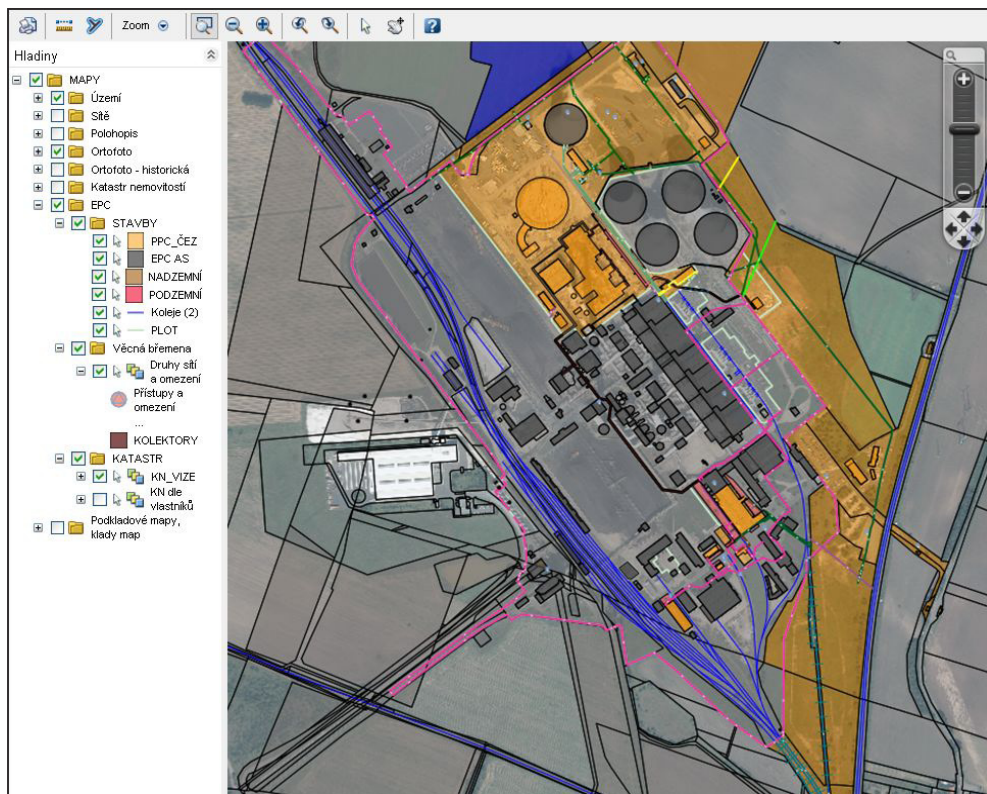 Zoom
Hladiny
MAPY
Území
Sítě
Polohopis
Ortofoto
Ortofoto - historická
Katastr nemovitostí
EPC
STAVBY
PPC_ČEZ
EPC AS
NADZEMNÍ
PODZEMNÍ
Koleje (2)
PLOT
Věcná břemena
Druhy sítí
a omezení
Přístupy a
omezení
...
KOLEKTORY
KATASTR
KN_VIZE
KN dle
vlastníků
Podkladové mapy,
klady map